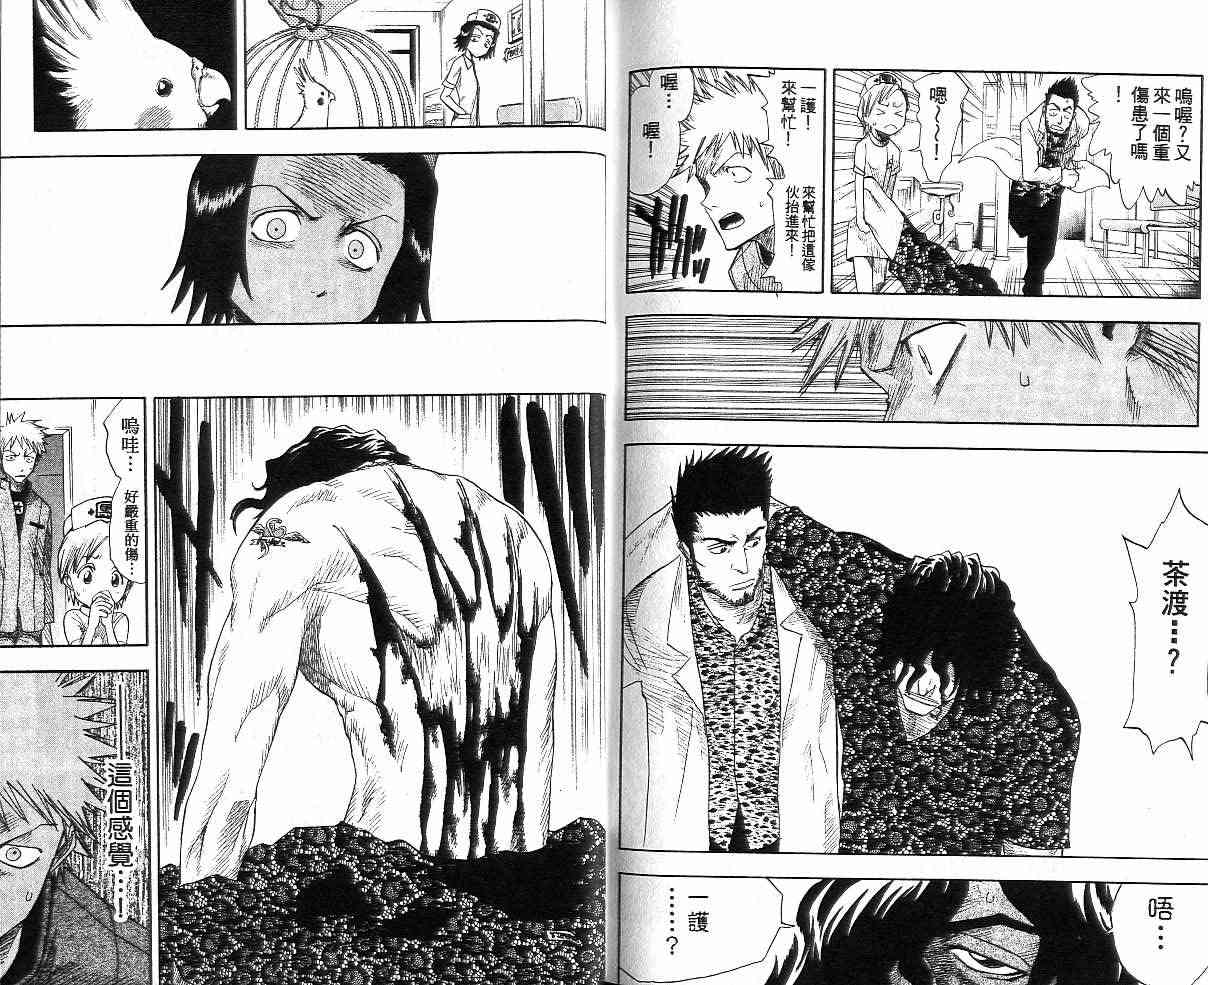 嗚喔？又
來一個重
傷患了嗎
！
嗯～～～！
一護！
來幫忙！
來幫忙把這傢
伙抬進來！
喔…
喔！
茶渡…？
唔…
一護
……？
嗚哇…
好嚴重的傷…
……這個感覺……！